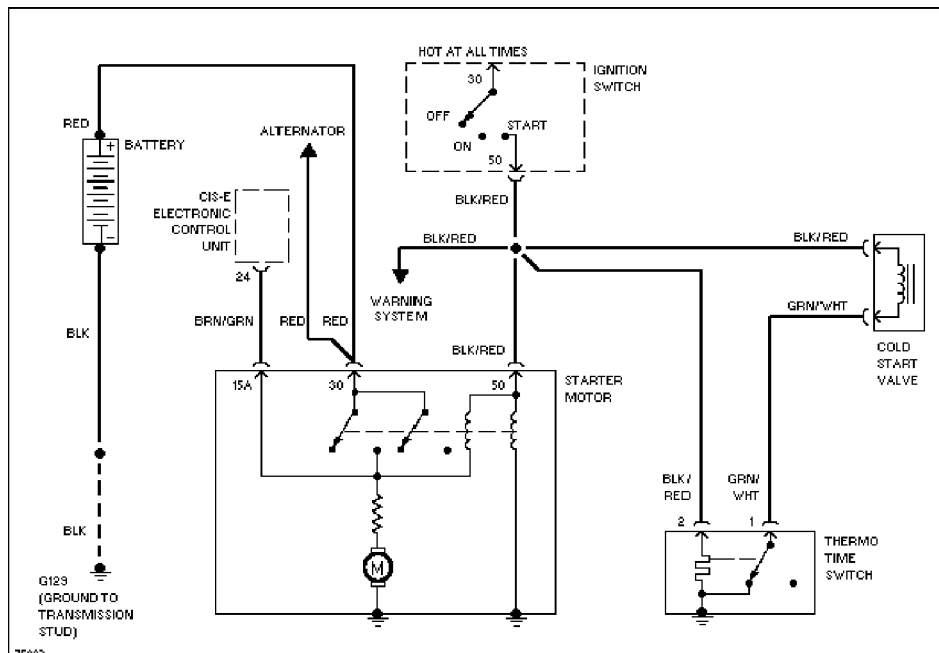 HOT AT ALL TIMES
30
IGNITION
SWITCH
OFF
START
ON
50
RED
+
BATTERY
-
ALTERNATOR
CIS-E
ELECTRONIC
CONTROL
UNIT
24
BLK/RED
BLK/RED
BLK/RED
WARNING
SYSTEM
GRN/WHT
COLD
START
VALVE
BLK
BRN/GRN
RED
RED
BLK/RED
15A
30
50
STARTER
MOTOR
M
BLK/
RED
GRN/
WHT
2
1
THERMO
TIME
SWITCH
BLK
G129
(GROUND TO
TRANSMISSION
STUD)